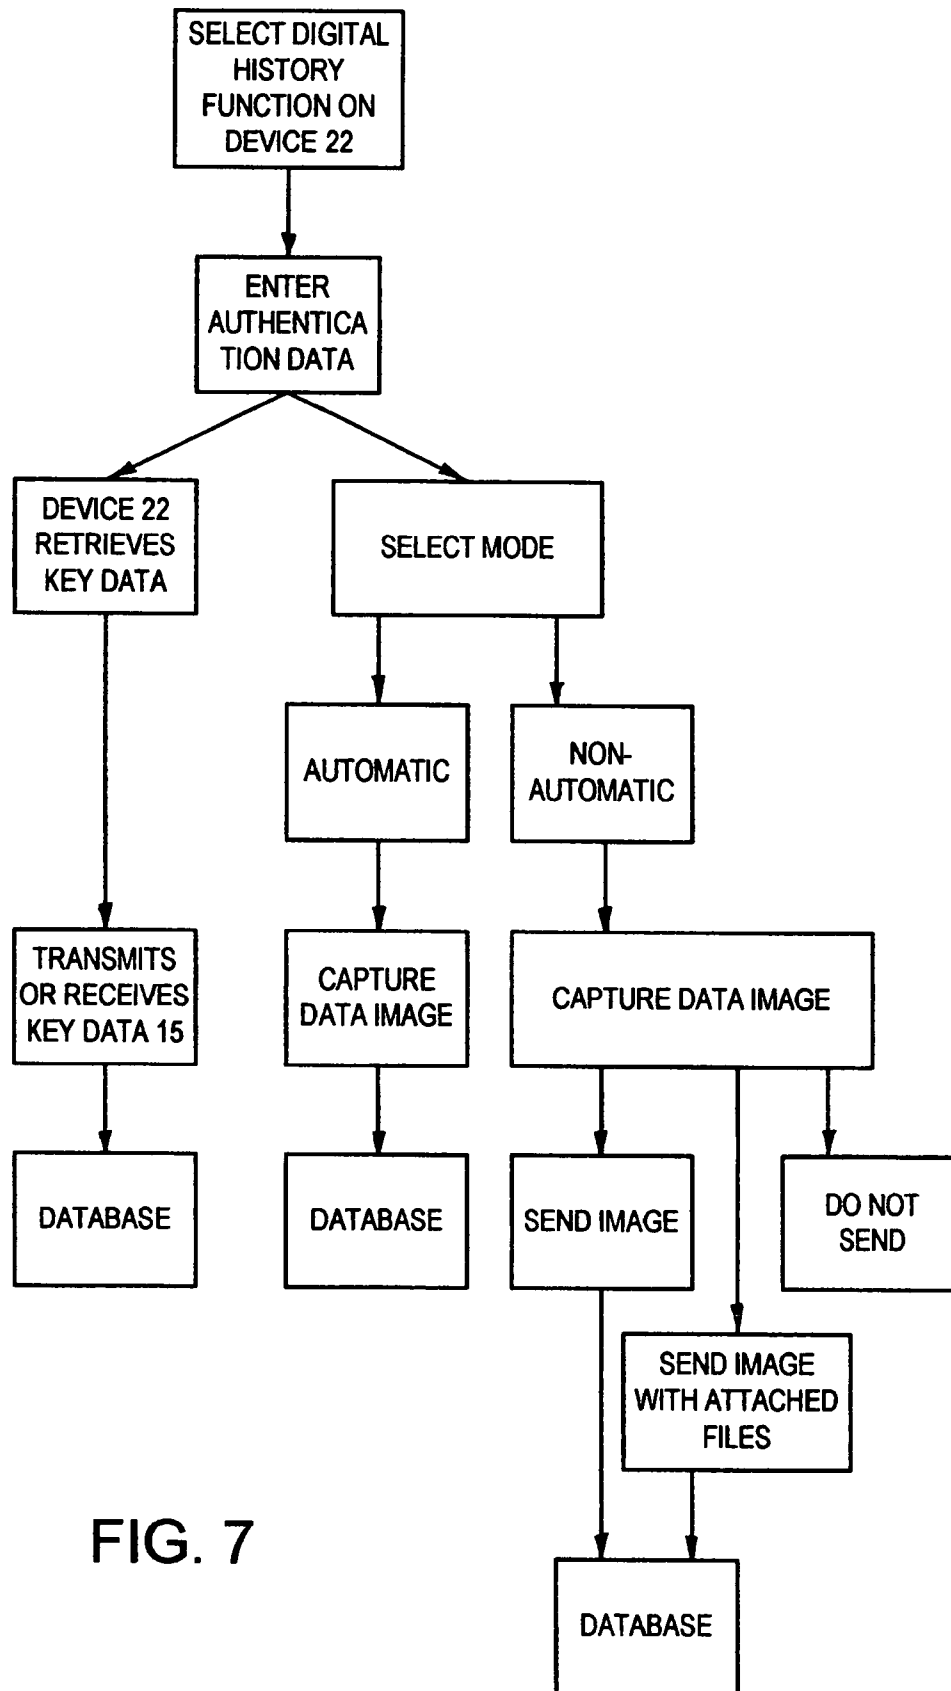 SELECT DIGITAL
HISTORY
FUNCTION ON
DEVICE 22
ENTER
AUTHENTICA
TION DATA
DEVICE 22
RETRIEVES
KEY DATA
SELECT MODE
AUTOMATIC
NON-
AUTOMATIC
TRANSMITS
OR RECEIVES
KEY DATA 15
CAPTURE
DATA IMAGE
CAPTURE DATA IMAGE
DATABASE
DATABASE
SEND IMAGE
DO NOT
SEND
SEND IMAGE
WITH ATTACHED
FILES
DATABASE
FIG. 7